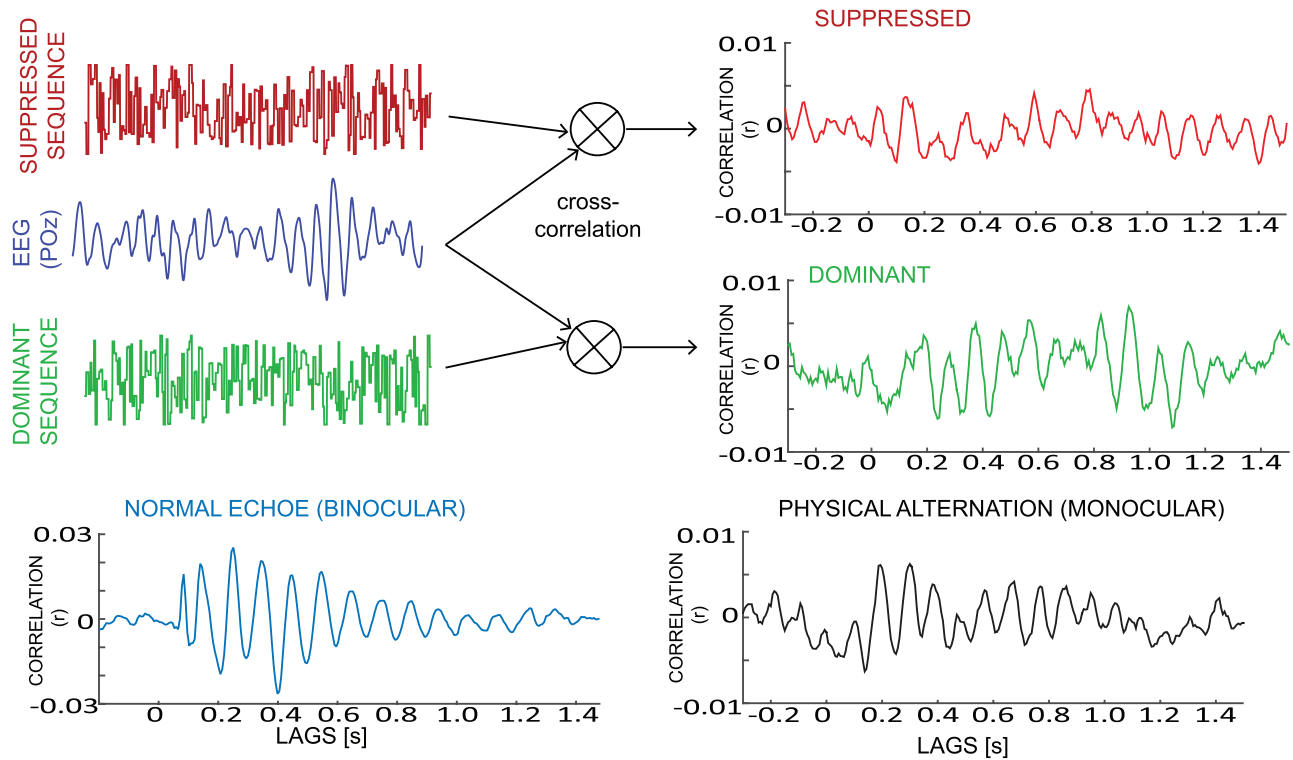 SUPPRESSED
SEQUENCE
EEG
(POz)
DOMINANT
SEQUENCE
cross-
correlation
SUPPRESSED
CORRELATION
(r)
0.01
0
-0.01
-0.2 0 0.2 0.4 0.6 0.8 1.0 1.2 1.4
DOMINANT
CORRELATION
(r)
0.01
0
-0.01
-0.2 0 0.2 0.4 0.6 0.8 1.0 1.2 1.4
NORMAL ECHOE (BINOCULAR)
CORRELATION
(r)
0.03
0
-0.03
0 0.2 0.4 0.6 0.8 1.0 1.2 1.4
LAGS [s]
PHYSICAL ALTERNATION (MONOCULAR)
CORRELATION
(r)
0.01
0
-0.01
-0.2 0 0.2 0.4 0.6 0.8 1.0 1.2 1.4
LAGS [s]